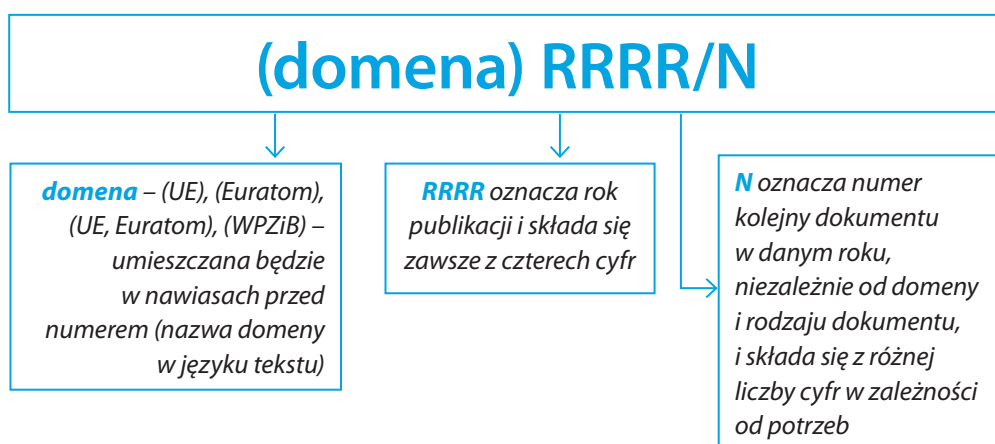 (domena) RRRR/N
domena – (UE), (Euratom),
(UE, Euratom), (WPZiB) –
umieszczana będzie
w nawiasach przed
numerem (nazwa domeny
w języku tekstu)
RRRR oznacza rok
publikacji i składa się
zawsze z czterech cyfr
N oznacza numer
kolejny dokumentu
w danym roku,
niezależnie od domeny
i rodzaju dokumentu,
i składa się z różnej
liczby cyfr w zależności
od potrzeb